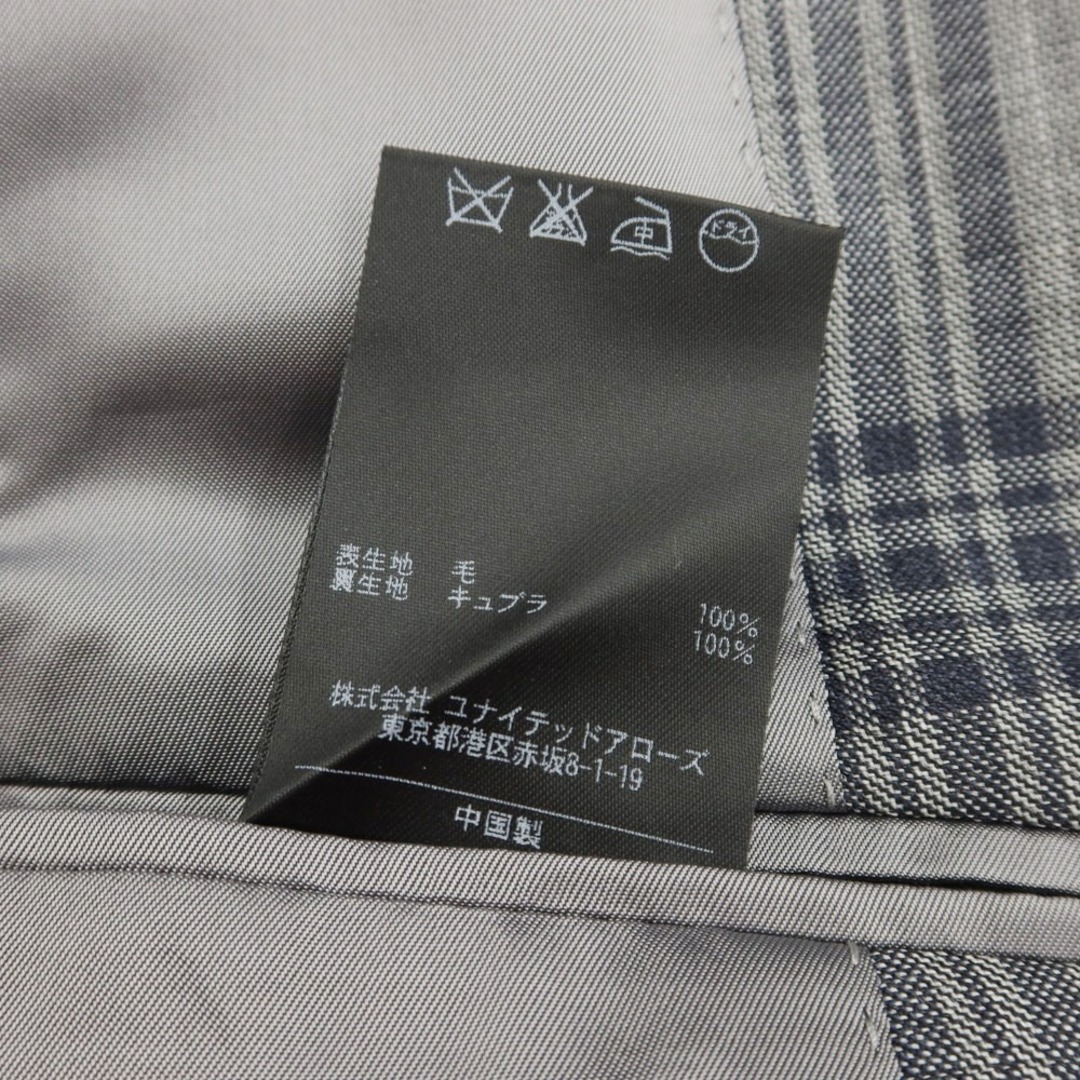 中
ドライ
表生地 毛 100%
裏生地 キュプラ 100%
株式会社 ユナイテッドアローズ
東京都港区赤坂8-1-19
中国製